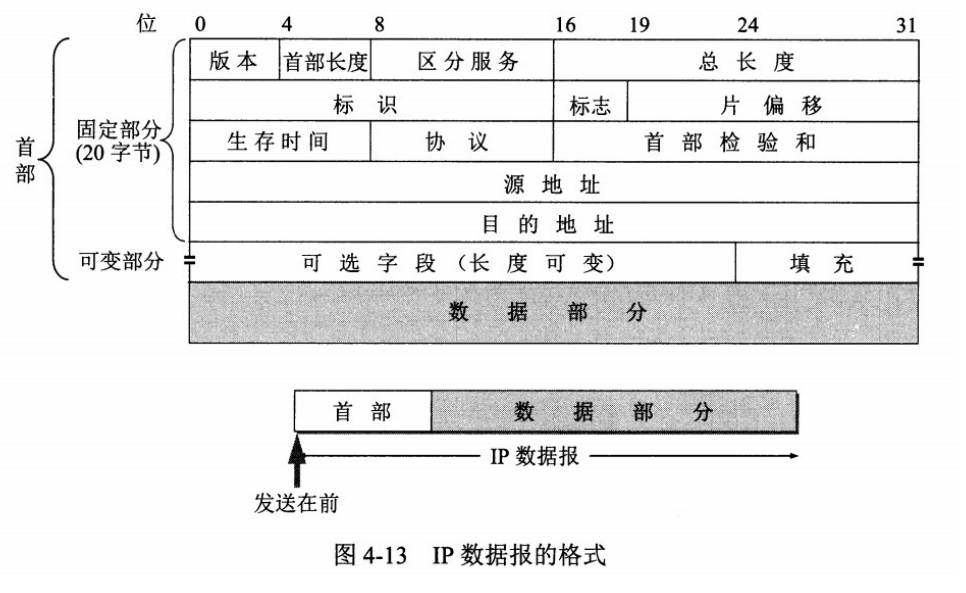 位 0 4 8 16 19 24 31
版本 首部长度 区分服务 总长度
标识 标志 片偏移
首部 固定部分 (20 字节) 生存时间 协议 首部检验和
源地址
目的地址
可变部分 可选字段（长度可变） 填充
数据部分
首部 数据部分
IP 数据报
发送在前
图 4-13 IP 数据报的格式